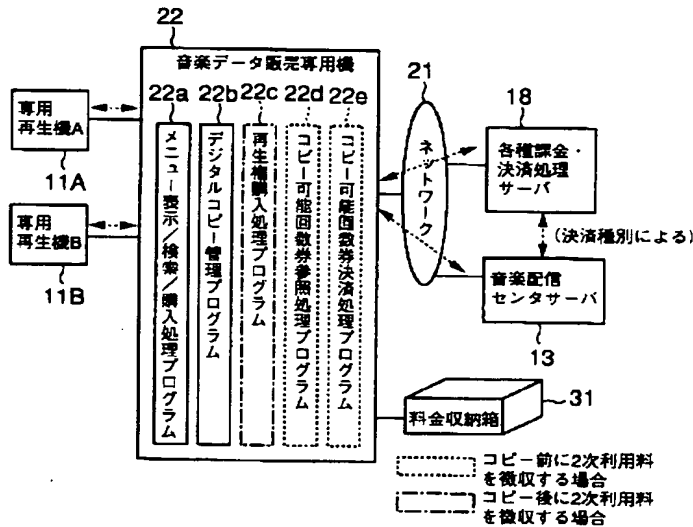 22
音楽データ販売専用機
22a 22b 22c 22d 22e
メニュー表示／検索／購入処理プログラム
デジタルコピー管理プログラム
再生権購入処理プログラム
コピー可能回数券参照処理プログラム
コピー可能回数券決済処理プログラム
専用
再生機A
11A
専用
再生機B
11B
21
ネットワーク
18
各種課金・
決済処理
サーバ
(決済種別による)
音楽配信
センタサーバ
13
料金収納箱
31
コピー前に2次利用料
を徴収する場合
コピー後に2次利用料
を徴収する場合